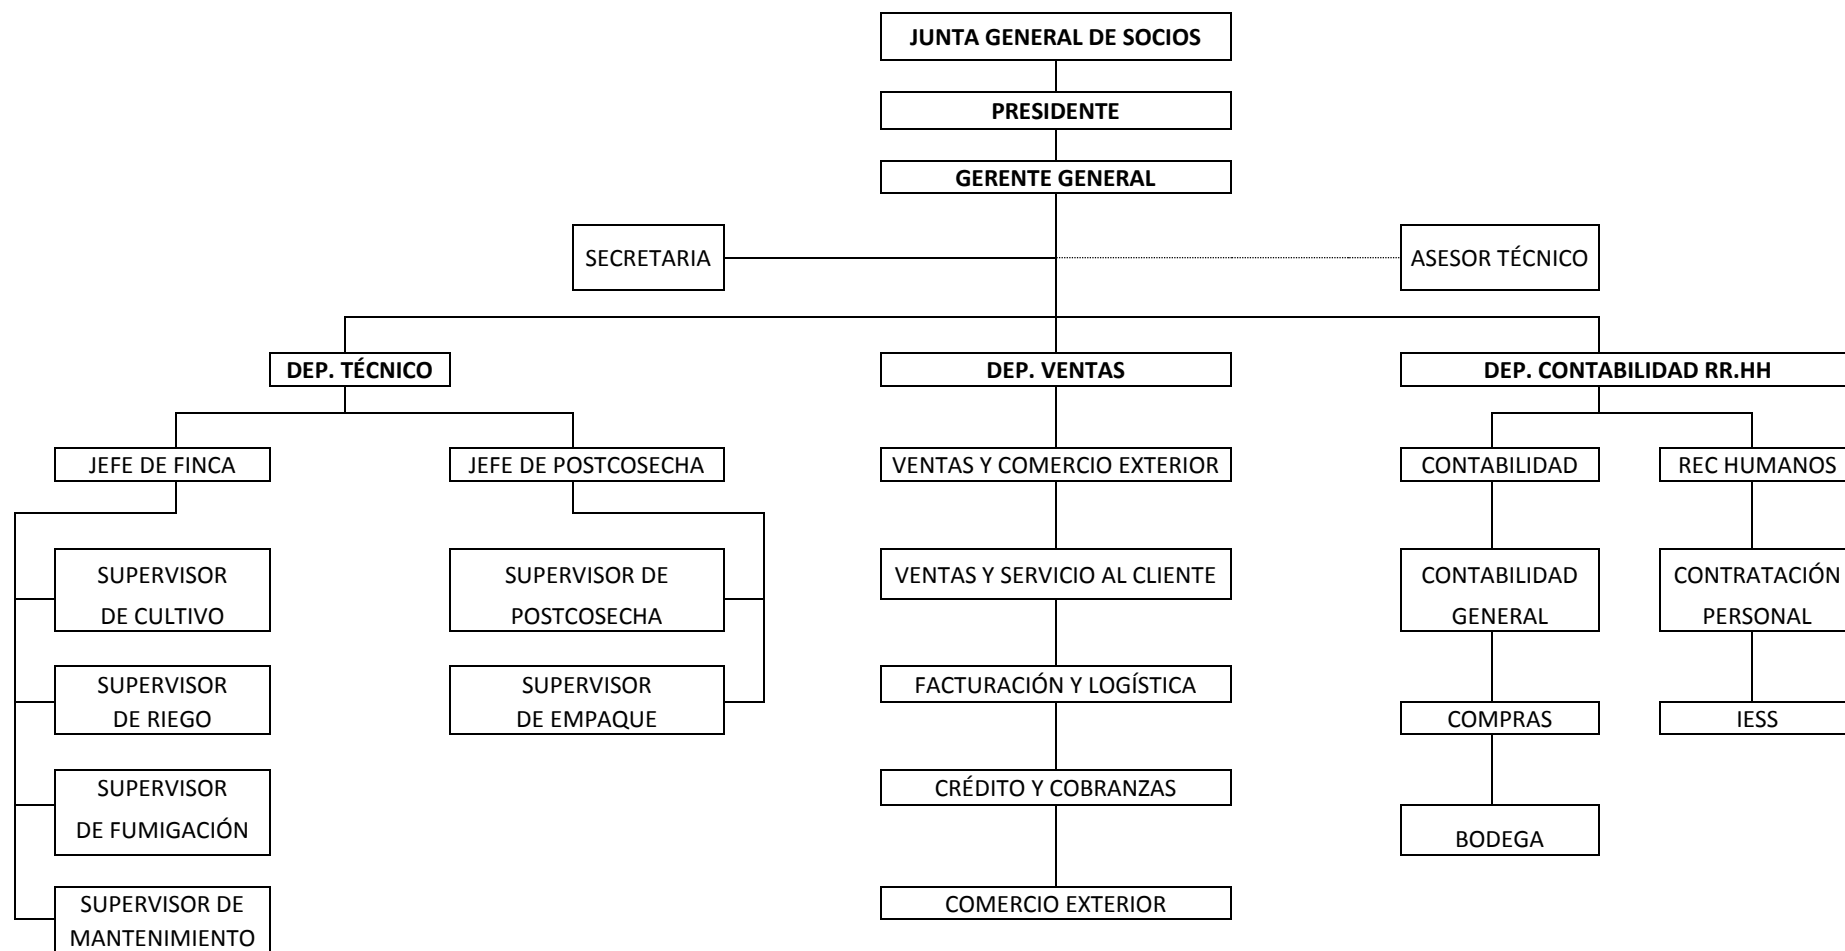 JUNTA GENERAL DE SOCIOS
PRESIDENTE
GERENTE GENERAL
SECRETARIA
ASESOR TÉCNICO
DEP. TÉCNICO
DEP. VENTAS
DEP. CONTABILIDAD RR.HH
JEFE DE FINCA
JEFE DE POSTCOSECHA
VENTAS Y COMERCIO EXTERIOR
CONTABILIDAD
REC HUMANOS
SUPERVISOR
DE CULTIVO
SUPERVISOR DE
POSTCOSECHA
VENTAS Y SERVICIO AL CLIENTE
CONTABILIDAD
GENERAL
CONTRATACIÓN
PERSONAL
SUPERVISOR
DE RIEGO
SUPERVISOR
DE EMPAQUE
FACTURACIÓN Y LOGÍSTICA
COMPRAS
IESS
SUPERVISOR
DE FUMIGACIÓN
CRÉDITO Y COBRANZAS
BODEGA
SUPERVISOR DE
MANTENIMIENTO
COMERCIO EXTERIOR